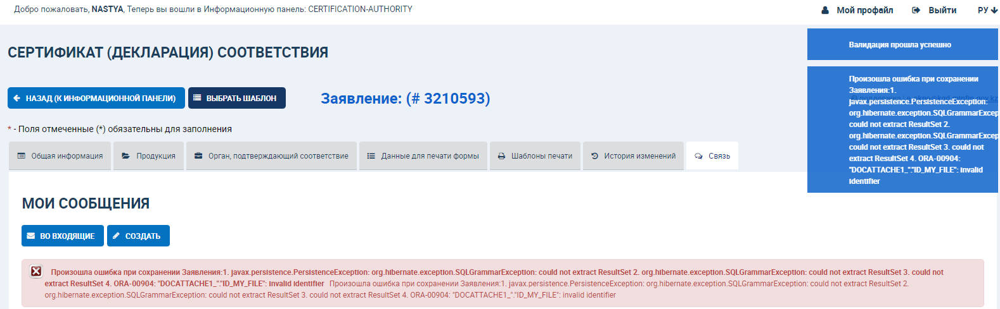 Добро пожаловать, NASTYA, Теперь вы вошли в Информационную панель: CERTIFICATION-AUTHORITY
Мой профайл
Выйти
РУ
Валидация прошла успешно
СЕРТИФИКАТ (ДЕКЛАРАЦИЯ) СООТВЕТСТВИЯ
Произошла ошибка при сохранении
Заявления:1.
javax.persistence.PersistenceException:
org.hibernate.exception.SQLGrammarExcep
could not extract ResultSet 2.
org.hibernate.exception.SQLGrammarExcep
could not extract ResultSet 3. could not
extract ResultSet 4. ORA-00904:
"DOCATTACHE1_"."ID_MY_FILE": invalid
identifier
НАЗАД (К ИНФОРМАЦИОННОЙ ПАНЕЛИ)
ВЫБРАТЬ ШАБЛОН
Заявление: (# 3210593)
* - Поля отмеченные (*) обязательны для заполнения
Общая информация
Продукция
Орган, подтверждающий соответствие
Данные для печати формы
Шаблоны печати
История изменений
Связь
МОИ СООБЩЕНИЯ
ВО ВХОДЯЩИЕ
СОЗДАТЬ
Произошла ошибка при сохранении Заявления:1. javax.persistence.PersistenceException: org.hibernate.exception.SQLGrammarException: could not extract ResultSet 2. org.hibernate.exception.SQLGrammarException: could not extract ResultSet 3. could not
extract ResultSet 4. ORA-00904: "DOCATTACHE1_"."ID_MY_FILE": invalid identifier Произошла ошибка при сохранении Заявления:1. javax.persistence.PersistenceException: org.hibernate.exception.SQLGrammarException: could not extract ResultSet 2.
org.hibernate.exception.SQLGrammarException: could not extract ResultSet 3. could not extract ResultSet 4. ORA-00904: "DOCATTACHE1_"."ID_MY_FILE": invalid identifier